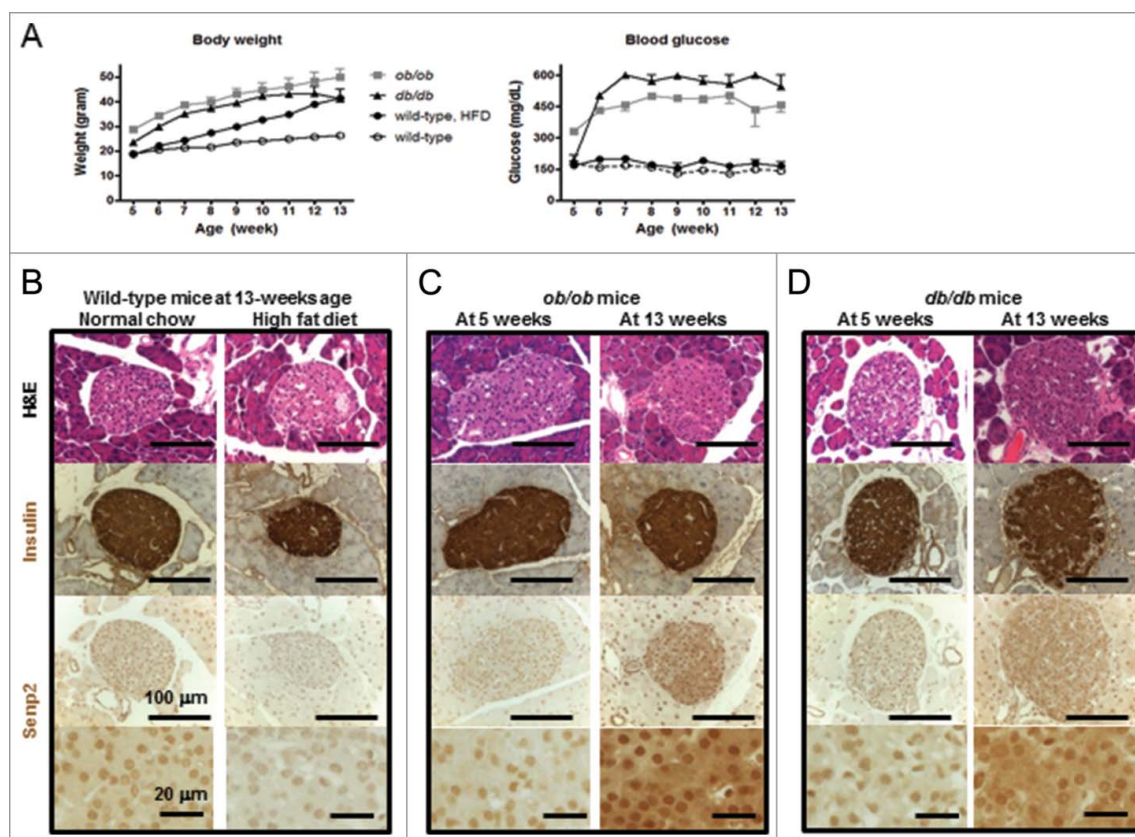 A
Body weight
Weight (gram)
60
40
20
0
5 6 7 8 9 10 11 12 13
Age (week)
ob/ob
db/db
wild-type, HFD
wild-type
Blood glucose
Glucose (mg/dL)
600
450
300
150
0
5 6 7 8 9 10 11 12 13
Age (week)
B
Wild-type mice at 13-weeks age
Normal chow High fat diet
C
ob/ob mice
At 5 weeks At 13 weeks
D
db/db mice
At 5 weeks At 13 weeks
H&E
Insulin
Senp2
100 μm
20 μm